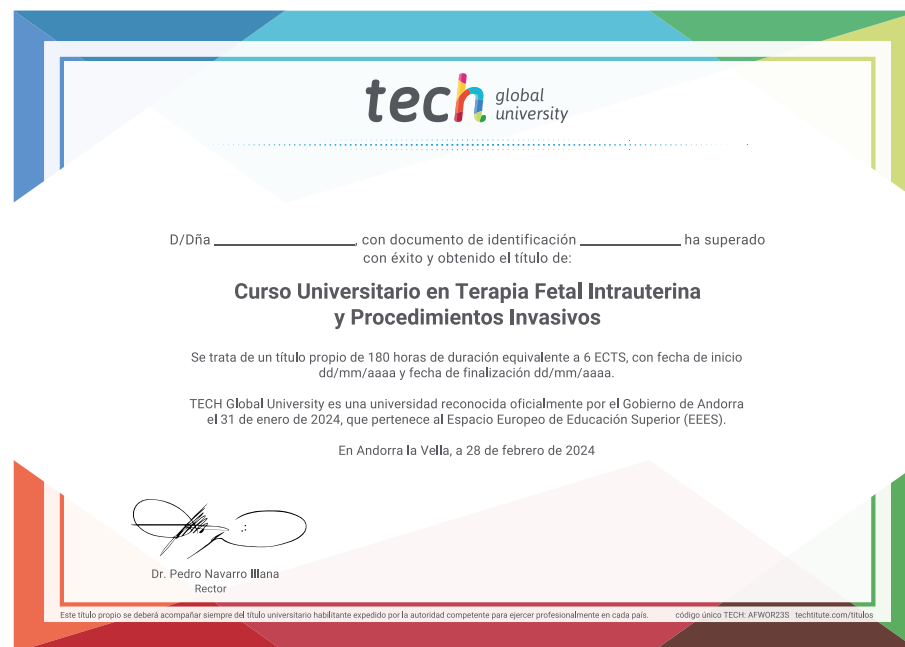 tech global university
D/Dña ____________________, con documento de identificación ______________ ha superado
con éxito y obtenido el título de:
Curso Universitario en Terapia Fetal Intrauterina
y Procedimientos Invasivos
Se trata de un título propio de 180 horas de duración equivalente a 6 ECTS, con fecha de inicio
dd/mm/aaaa y fecha de finalización dd/mm/aaaa.
TECH Global University es una universidad reconocida oficialmente por el Gobierno de Andorra
el 31 de enero de 2024, que pertenece al Espacio Europeo de Educación Superior (EEES).
En Andorra la Vella, a 28 de febrero de 2024
Dr. Pedro Navarro Illana
Rector
Este título propio se deberá acompañar siempre del título universitario habilitante expedido por la autoridad competente para ejercer profesionalmente en cada país. código único TECH: AFWOR23S techtitute.com/titulos